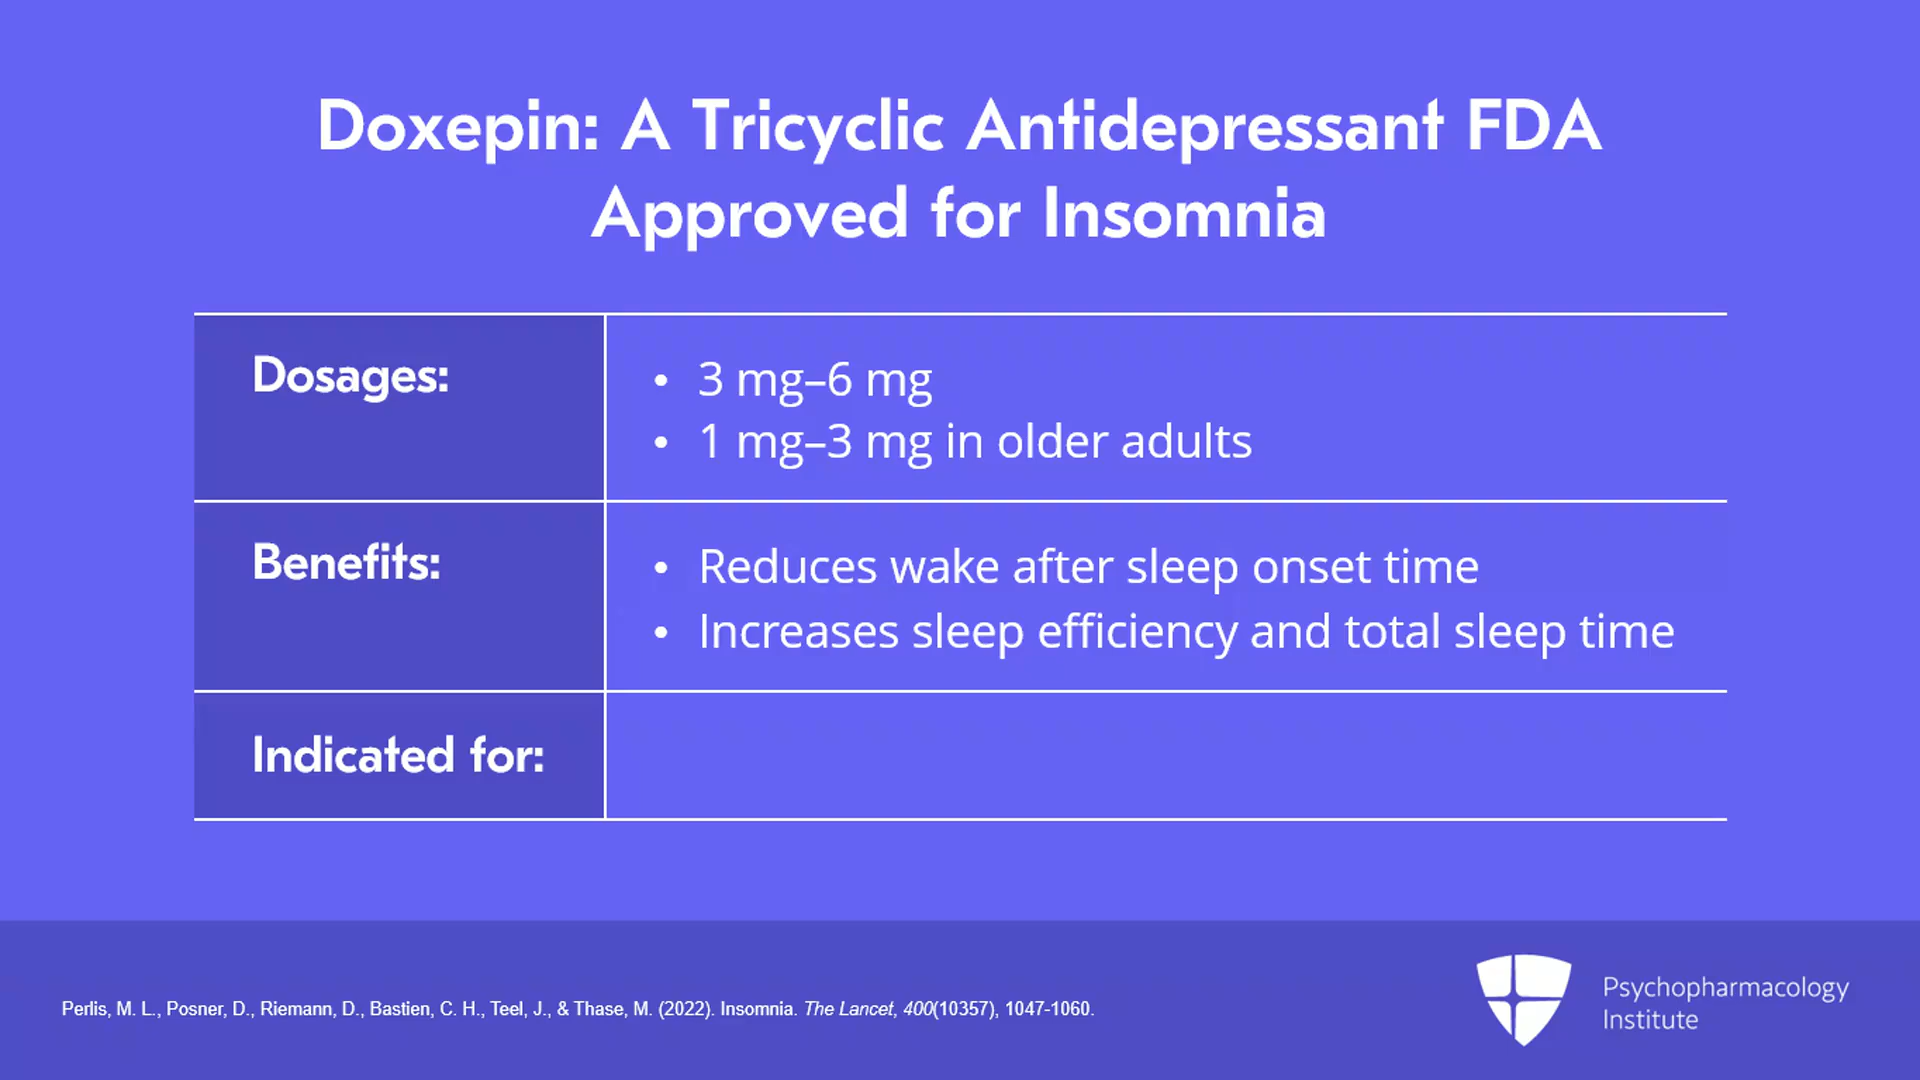 Doxepin: A Tricyclic Antidepressant FDA
Approved for Insomnia
Dosages:
• 3 mg–6 mg
• 1 mg–3 mg in older adults
Benefits:
• Reduces wake after sleep onset time
• Increases sleep efficiency and total sleep time
Indicated for:
Perlis, M. L., Posner, D., Riemann, D., Bastien, C. H., Teel, J., & Thase, M. (2022). Insomnia. The Lancet, 400(10357), 1047-1060.
Psychopharmacology
Institute